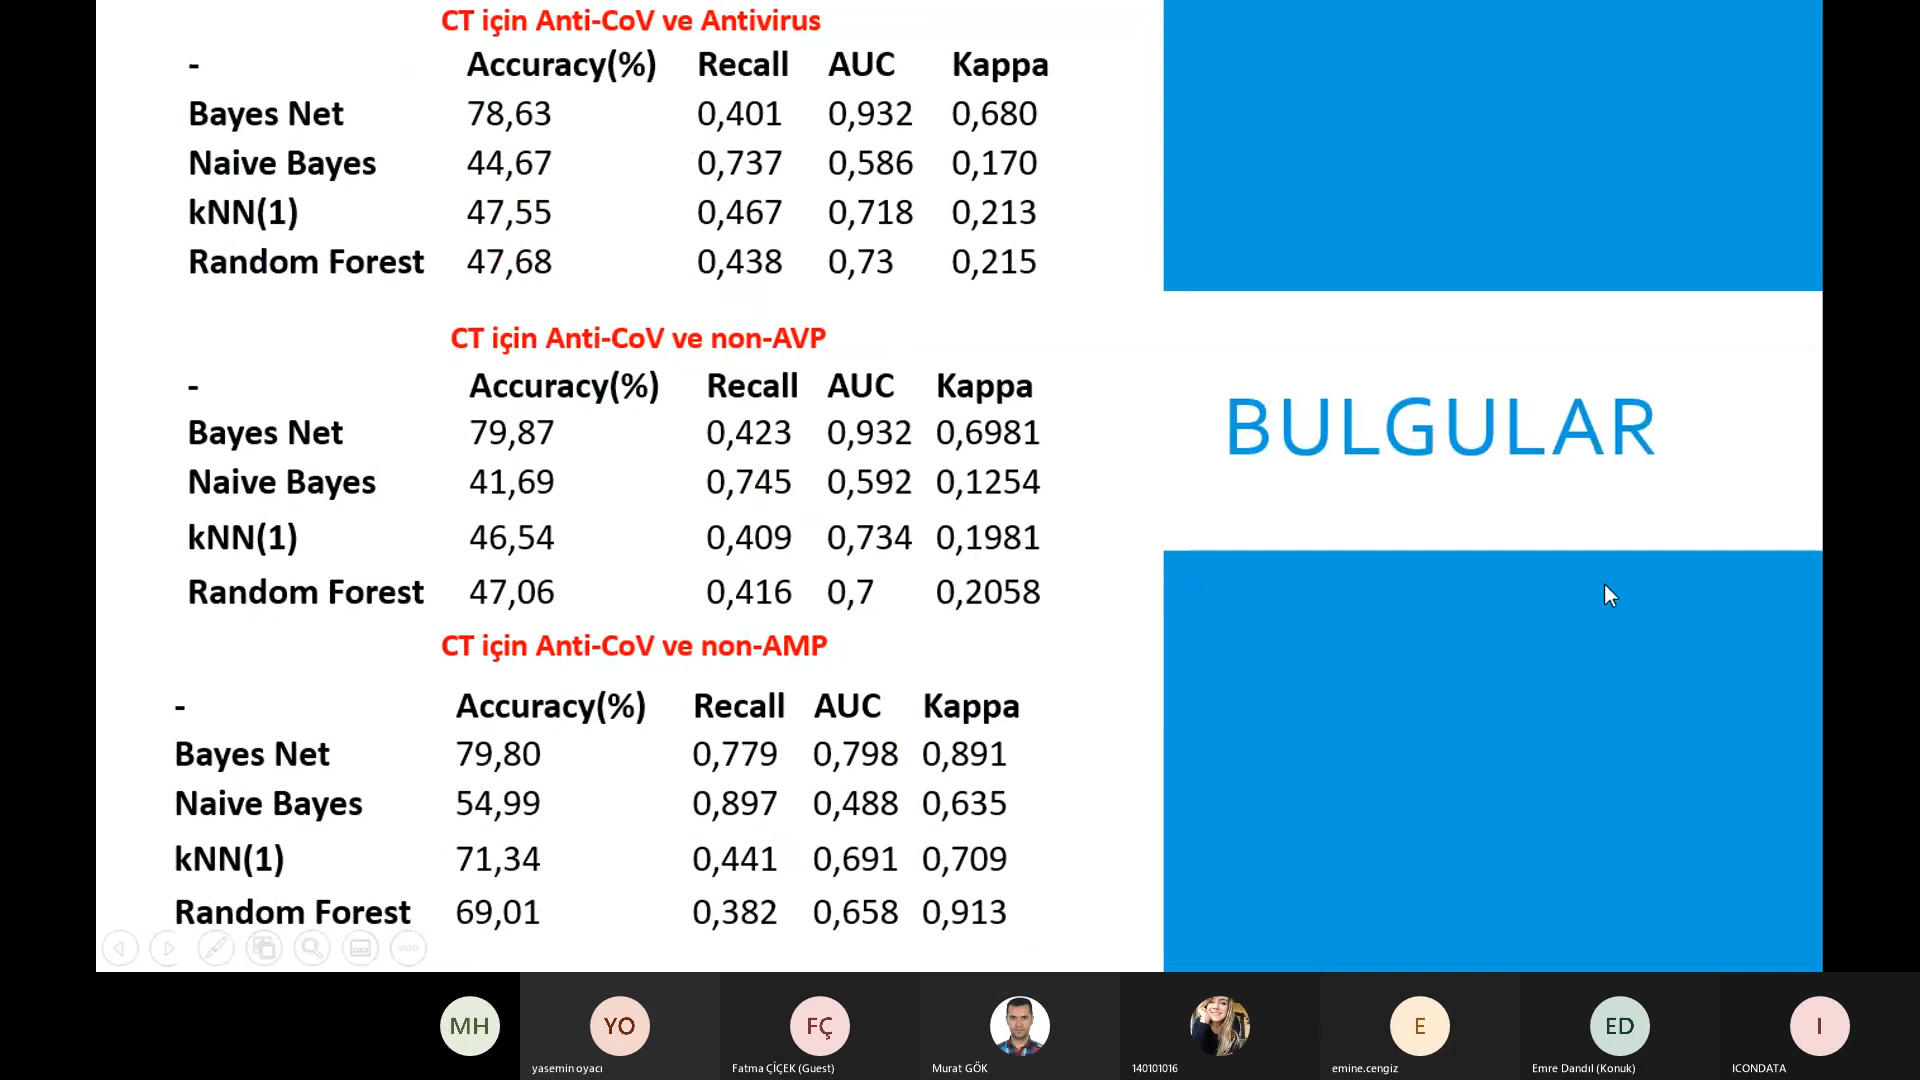 CT için Anti-CoV ve Antivirus
- Accuracy(%) Recall AUC Kappa
Bayes Net 78,63 0,401 0,932 0,680
Naive Bayes 44,67 0,737 0,586 0,170
kNN(1) 47,55 0,467 0,718 0,213
Random Forest 47,68 0,438 0,73 0,215
CT için Anti-CoV ve non-AVP
- Accuracy(%) Recall AUC Kappa
Bayes Net 79,87 0,423 0,932 0,6981
Naive Bayes 41,69 0,745 0,592 0,1254
kNN(1) 46,54 0,409 0,734 0,1981
Random Forest 47,06 0,416 0,7 0,2058
CT için Anti-CoV ve non-AMP
- Accuracy(%) Recall AUC Kappa
Bayes Net 79,80 0,779 0,798 0,891
Naive Bayes 54,99 0,897 0,488 0,635
kNN(1) 71,34 0,441 0,691 0,709
Random Forest 69,01 0,382 0,658 0,913
BULGULAR
MH YO FÇ E ED I
yasemin oyacı Fatma ÇİÇEK (Guest) Murat GÖK 140101016 emine.cengiz Emre Dandıl (Konuk) ICONDATA